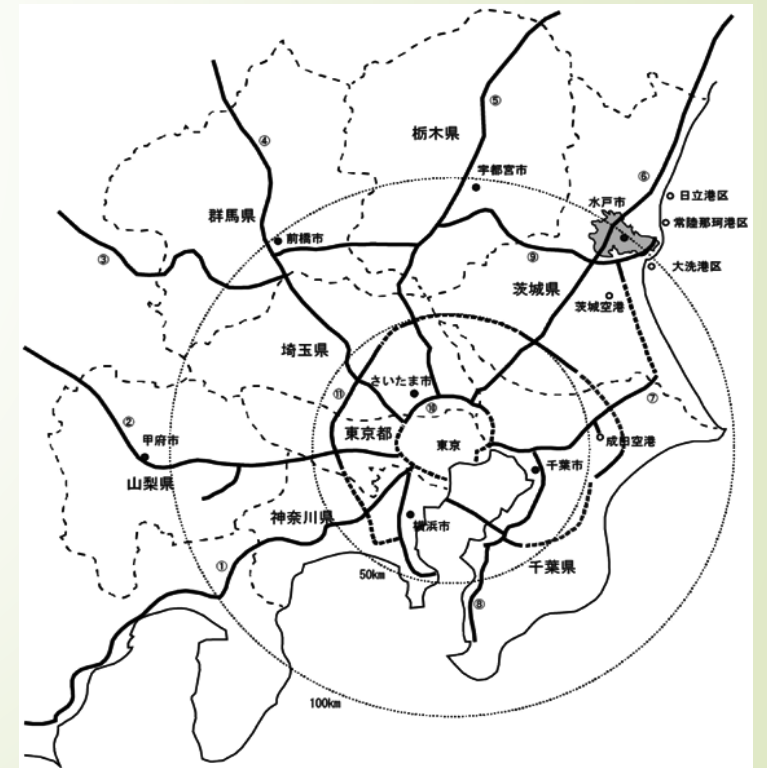 ⑤
④
栃木県
宇都宮市
⑥
水戸市
日立港区
群馬県
常陸那珂港区
前橋市
③
⑨
大洗港区
茨城県
茨城空港
埼玉県
さいたま市
⑪
⑩
⑦
②
東京都
甲府市
東京
成田空港
山梨県
千葉市
神奈川県
横浜市
①
50km
千葉県
⑧
100km